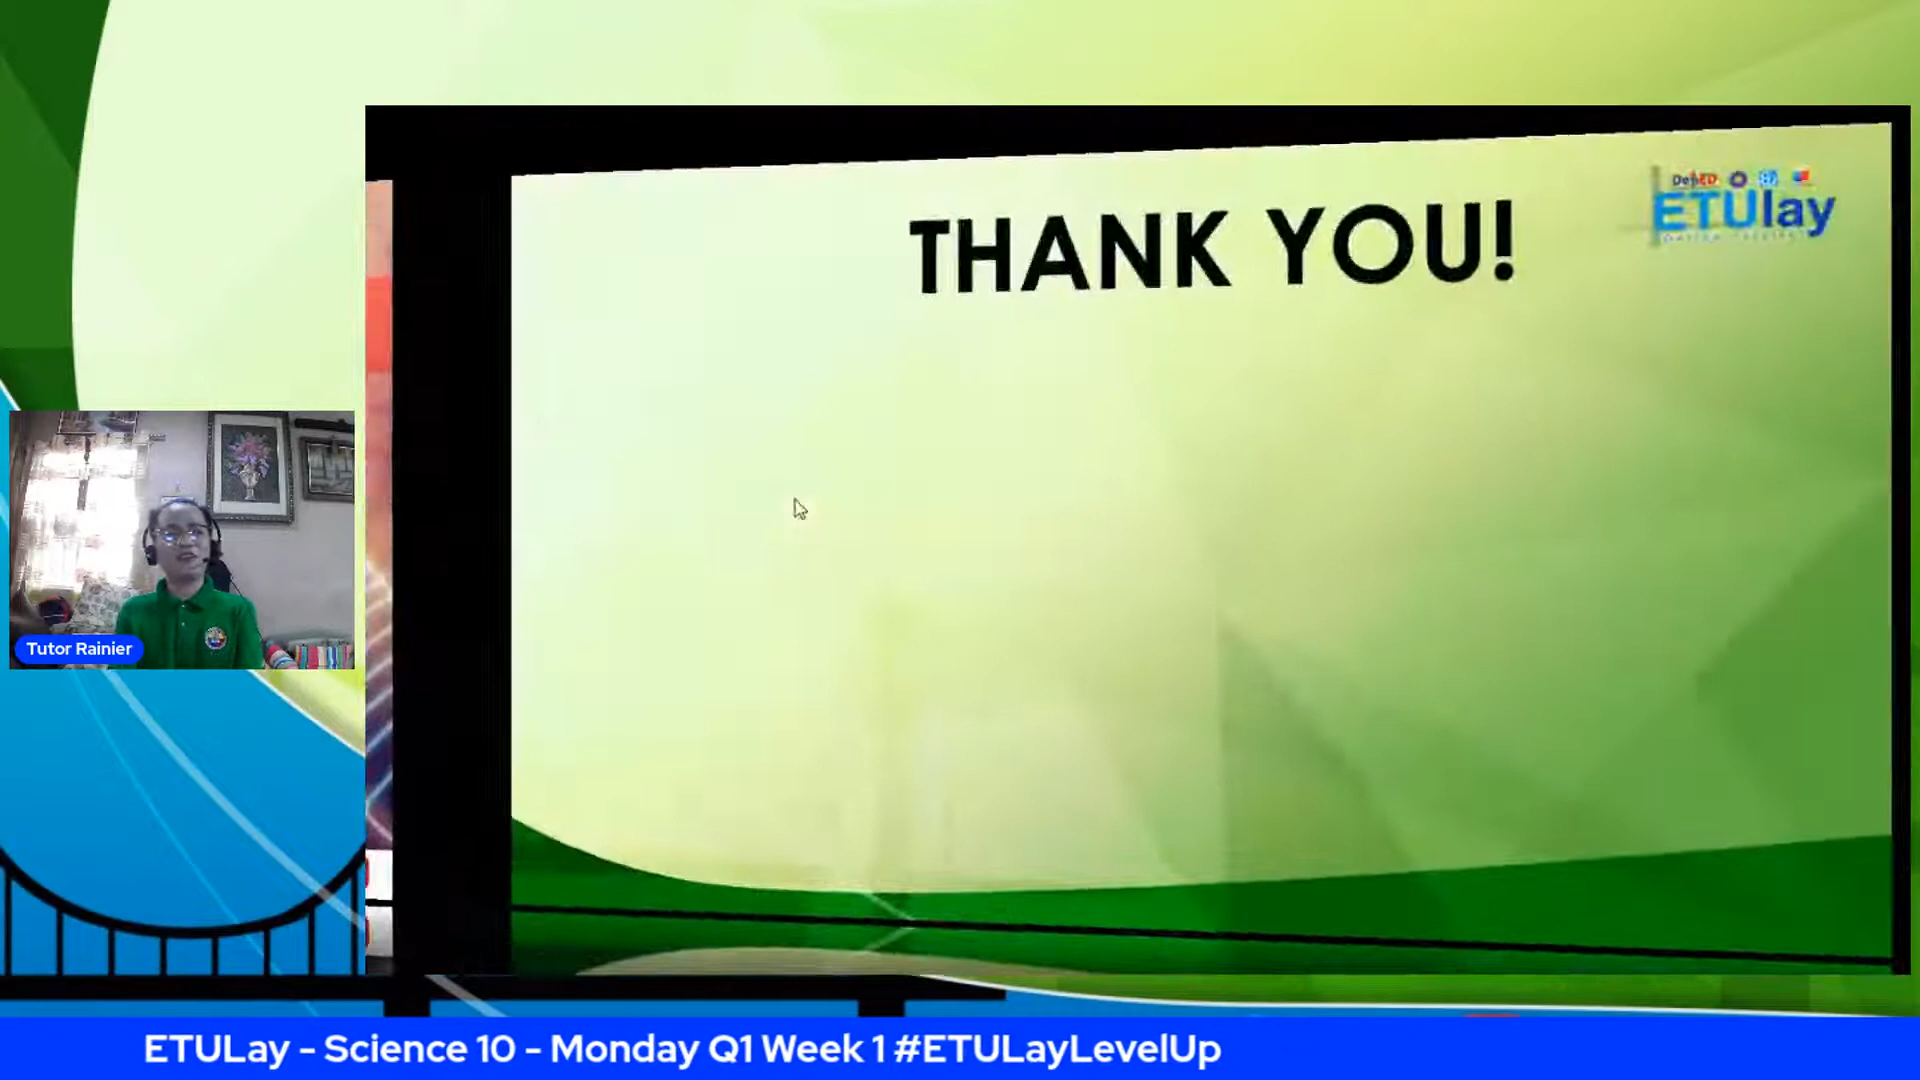 THANK YOU!
DepED
ETUlay
Tutor Rainier
ETULay - Science 10 - Monday Q1 Week 1 #ETULayLevelUp